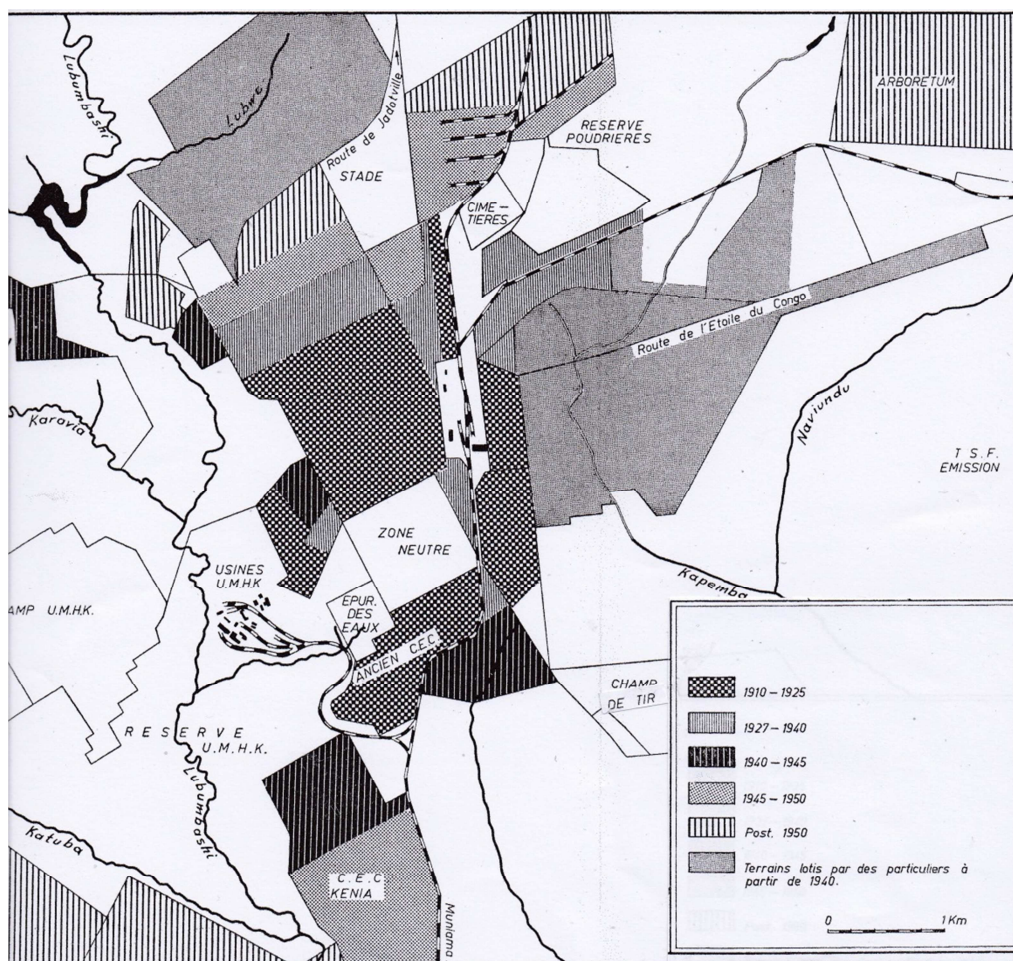 Lubumbashi
Lubwe
Route de Jadotville
STADE
ARBORETUM
RESERVE
POUDRIERES
CIME-
TIERES
Route de l'Etoile du Congo
Karavia
Naviundu
T S.F.
EMISSION
ZONE
NEUTRE
USINES
U.M.H.K
AMP U.M.H.K.
EPUR.
DES
EAUX
Kapemba
ANCIEN C.E.C
CHAMP
DE TIR
RESERVE
U.M.H.K.
Lubumbashi
Katuba
C.E.C
KENIA
Muniama
1910-1925
1927-1940
1940-1945
1945-1950
Post. 1950
Terrains lotis par des particuliers à
partir de 1940.
0 1 Km